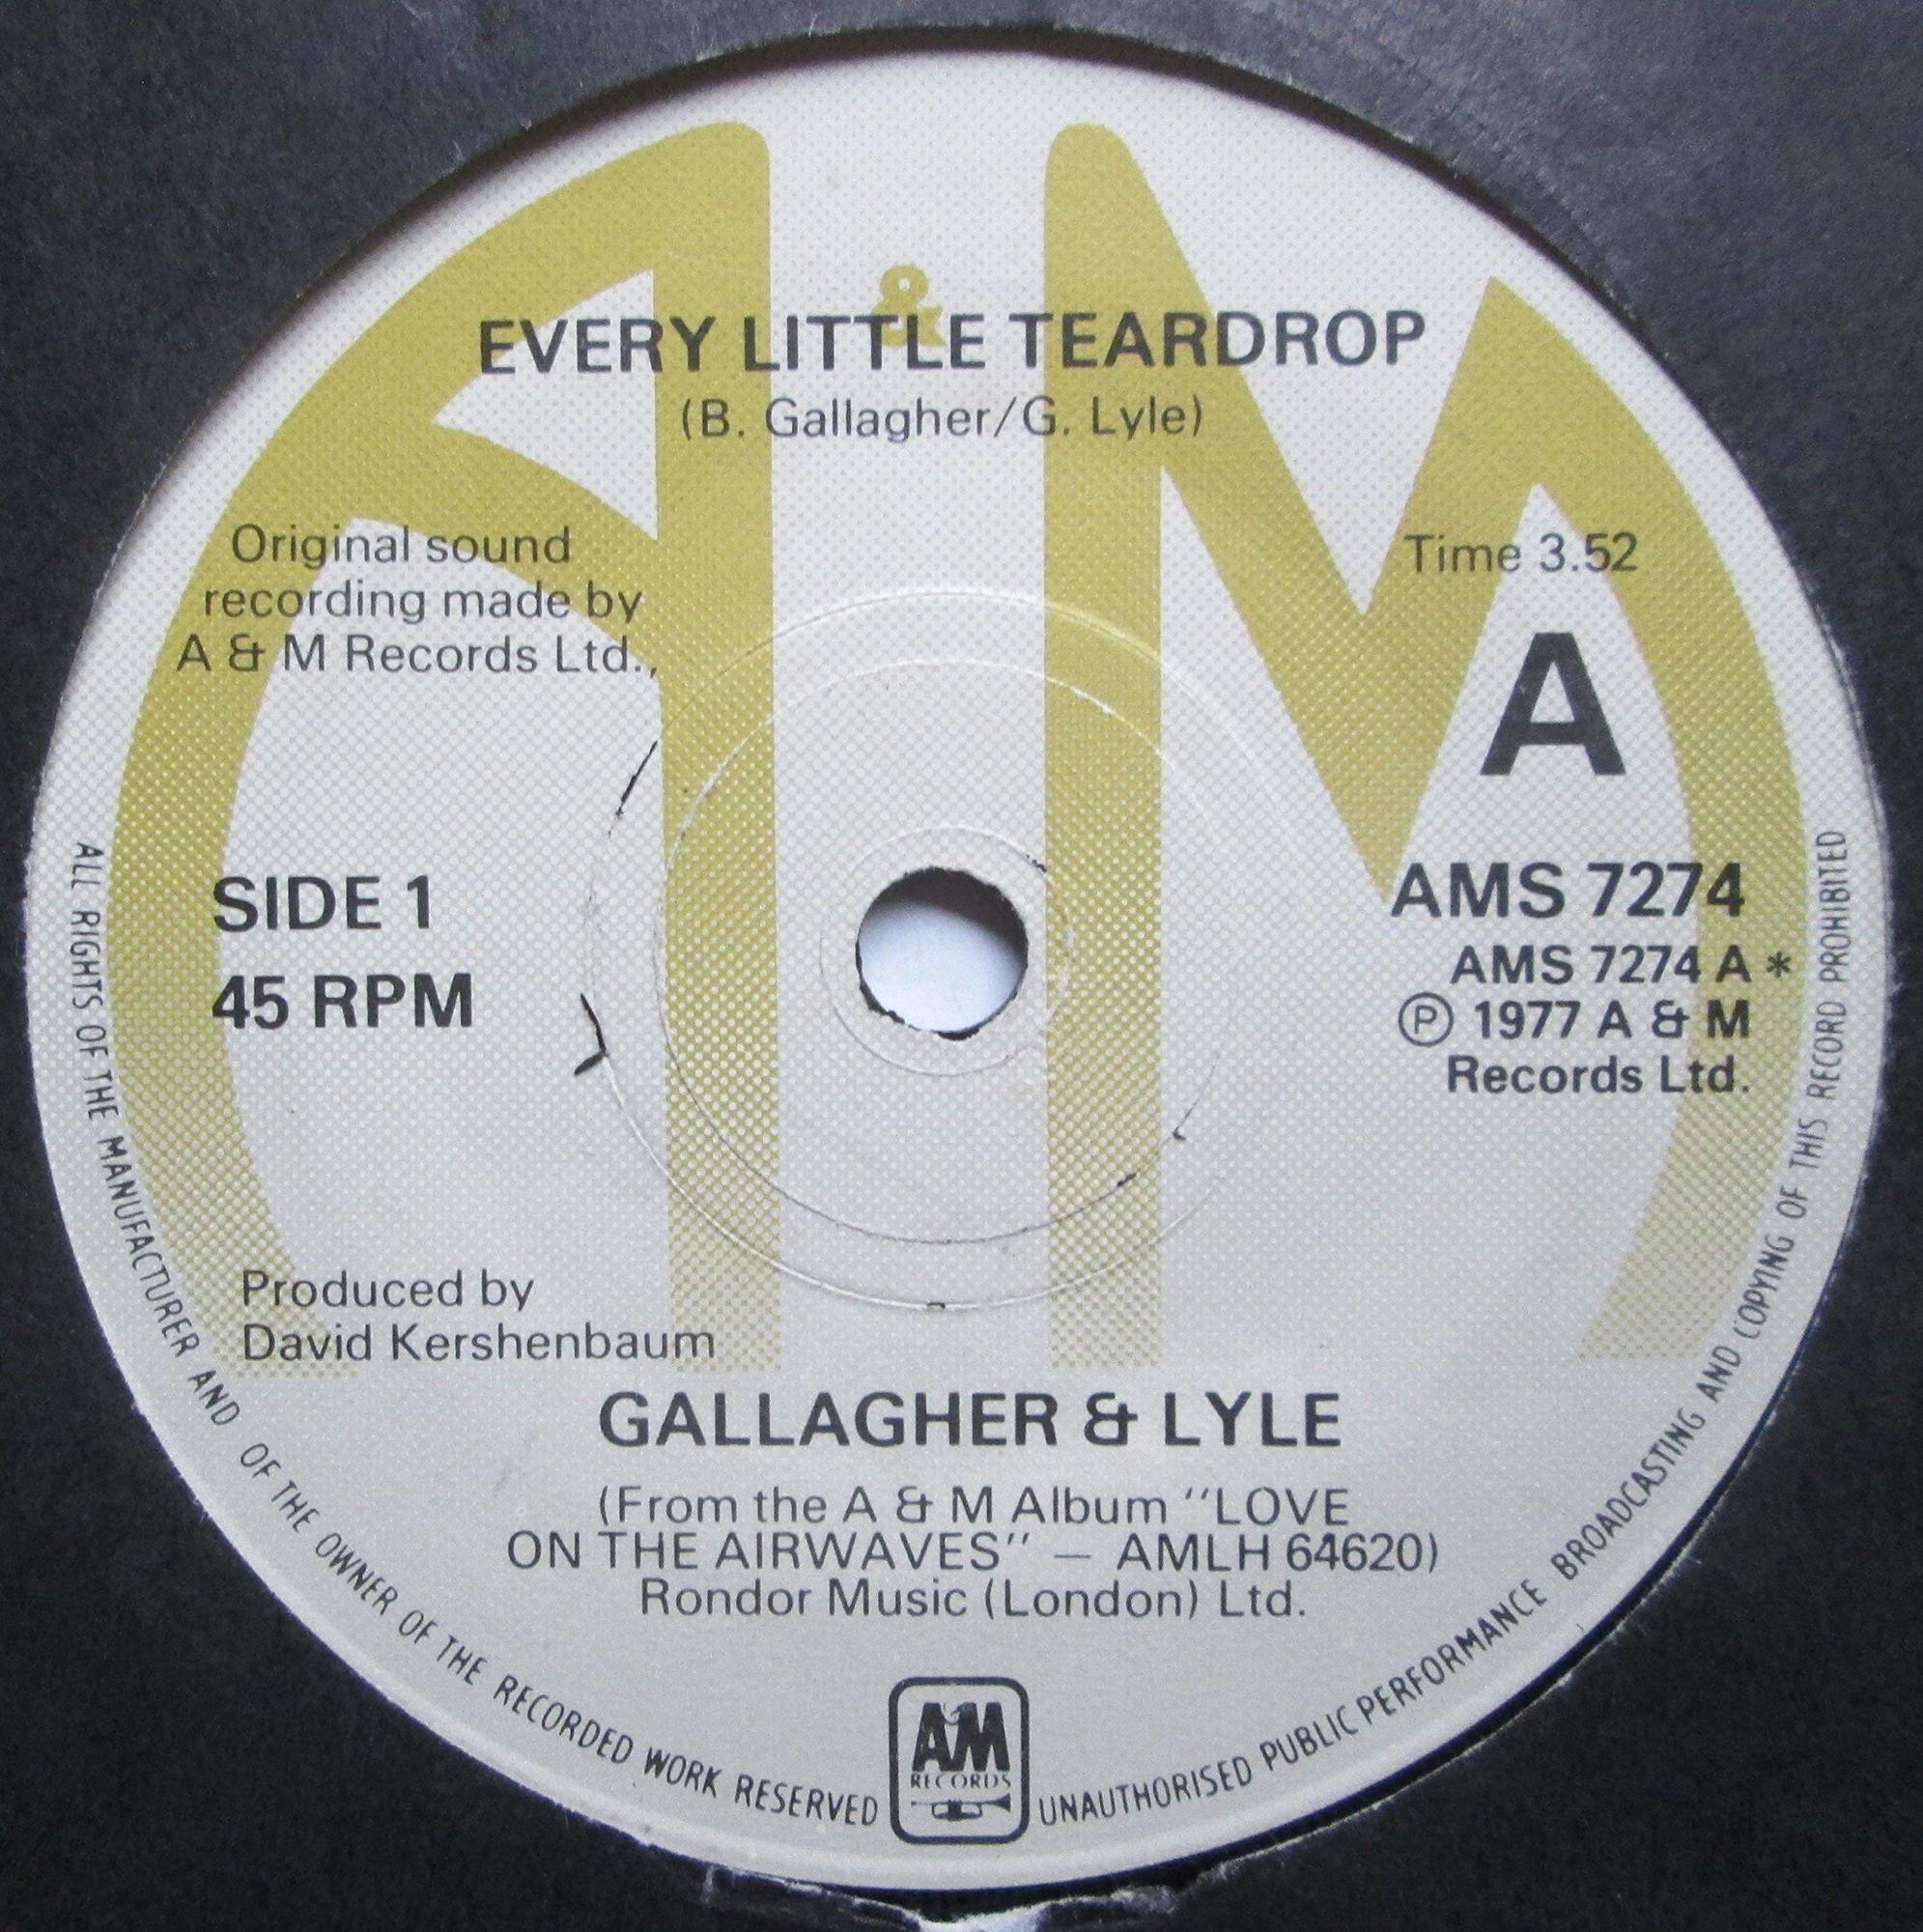 &
EVERY LITTLE TEARDROP
(B. Gallagher/G. Lyle)
Original sound
recording made by
A & M Records Ltd.,
Time 3.52
A
SIDE 1
45 RPM
AMS 7274
AMS 7274 A *
Ⓟ 1977 A & M
Records Ltd.
Produced by
David Kershenbaum
GALLAGHER & LYLE
(From the A & M Album ‘‘LOVE
ON THE AIRWAVES’’ — AMLH 64620)
Rondor Music (London) Ltd.
A&M
RECORDS
ALL RIGHTS OF THE MANUFACTURER AND OF THE OWNER OF THE RECORDED WORK RESERVED
UNAUTHORISED PUBLIC PERFORMANCE BROADCASTING AND COPYING OF THIS RECORD PROHIBITED